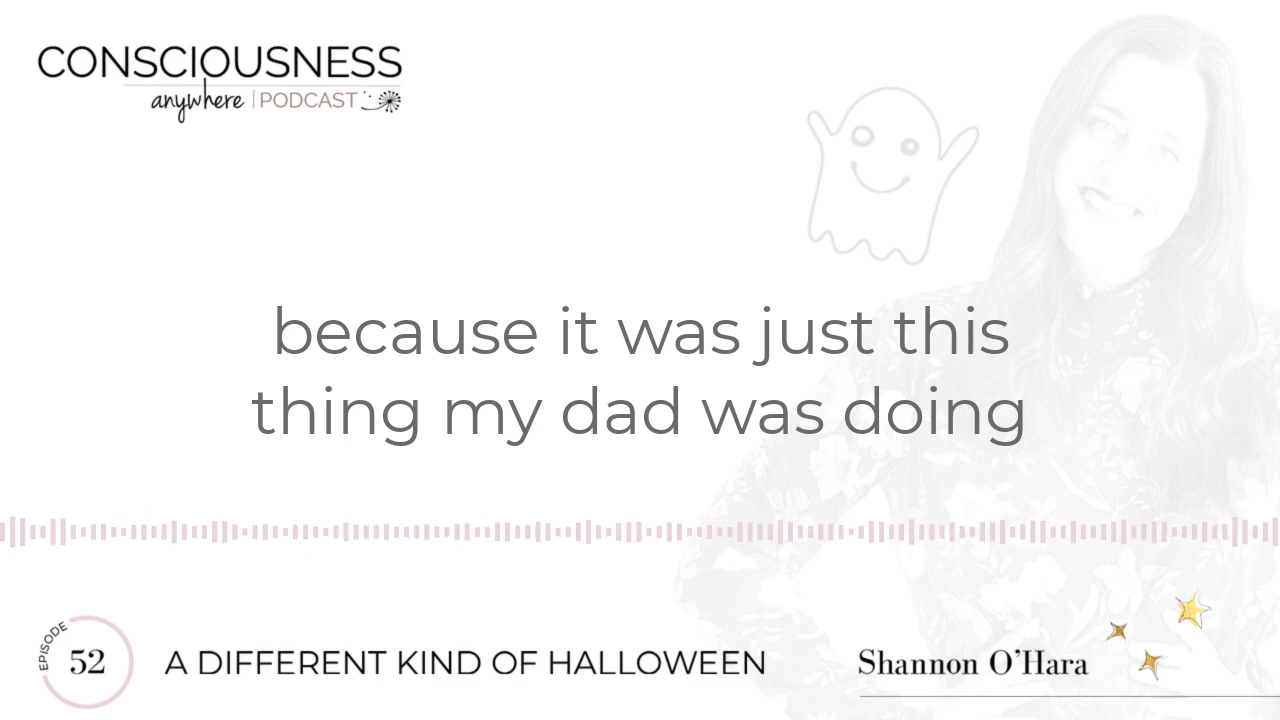 CONSCIOUSNESS
anywhere | PODCAST
because it was just this
thing my dad was doing
EPISODE
52
A DIFFERENT KIND OF HALLOWEEN
Shannon O'Hara